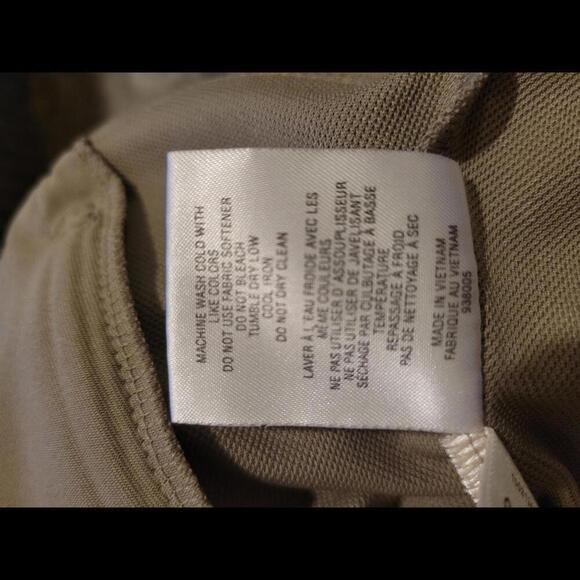 MACHINE WASH COLD WITH
LIKE COLORS
DO NOT USE FABRIC SOFTENER
DO NOT BLEACH
TUMBLE DRY LOW
COOL IRON
DO NOT DRY CLEAN
LAVER À L'EAU FROIDE AVEC LES
MÊME COULEURS
NE PAS UTILISEZ D ASSOUPLISSEUR
NE PAS UTILISER DE JAVELISANT
SÉCHAGE PAR CULBUTAGE À BASSE
TEMPÉRATURE
REPASSAGE À FROID
PAS DE NETTOYAGE À SEC
MADE IN VIETNAM
FABRIQUE AU VIETNAM
938005